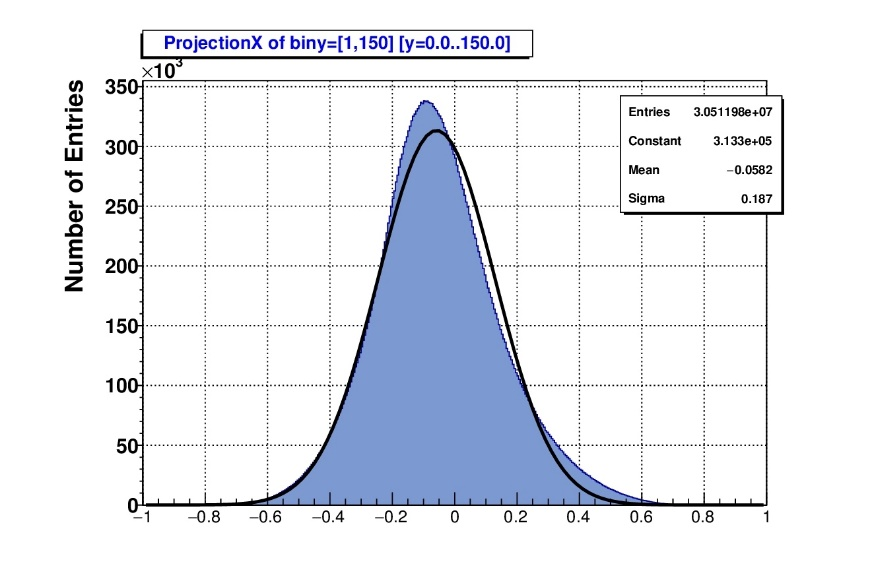 ProjectionX of biny=[1,150] [y=0.0..150.0]
×10³
Number of Entries
350
300
250
200
150
100
50
0
Entries 3.051198e+07
Constant 3.133e+05
Mean −0.0582
Sigma 0.187
−1 −0.8 −0.6 −0.4 −0.2 0 0.2 0.4 0.6 0.8 1